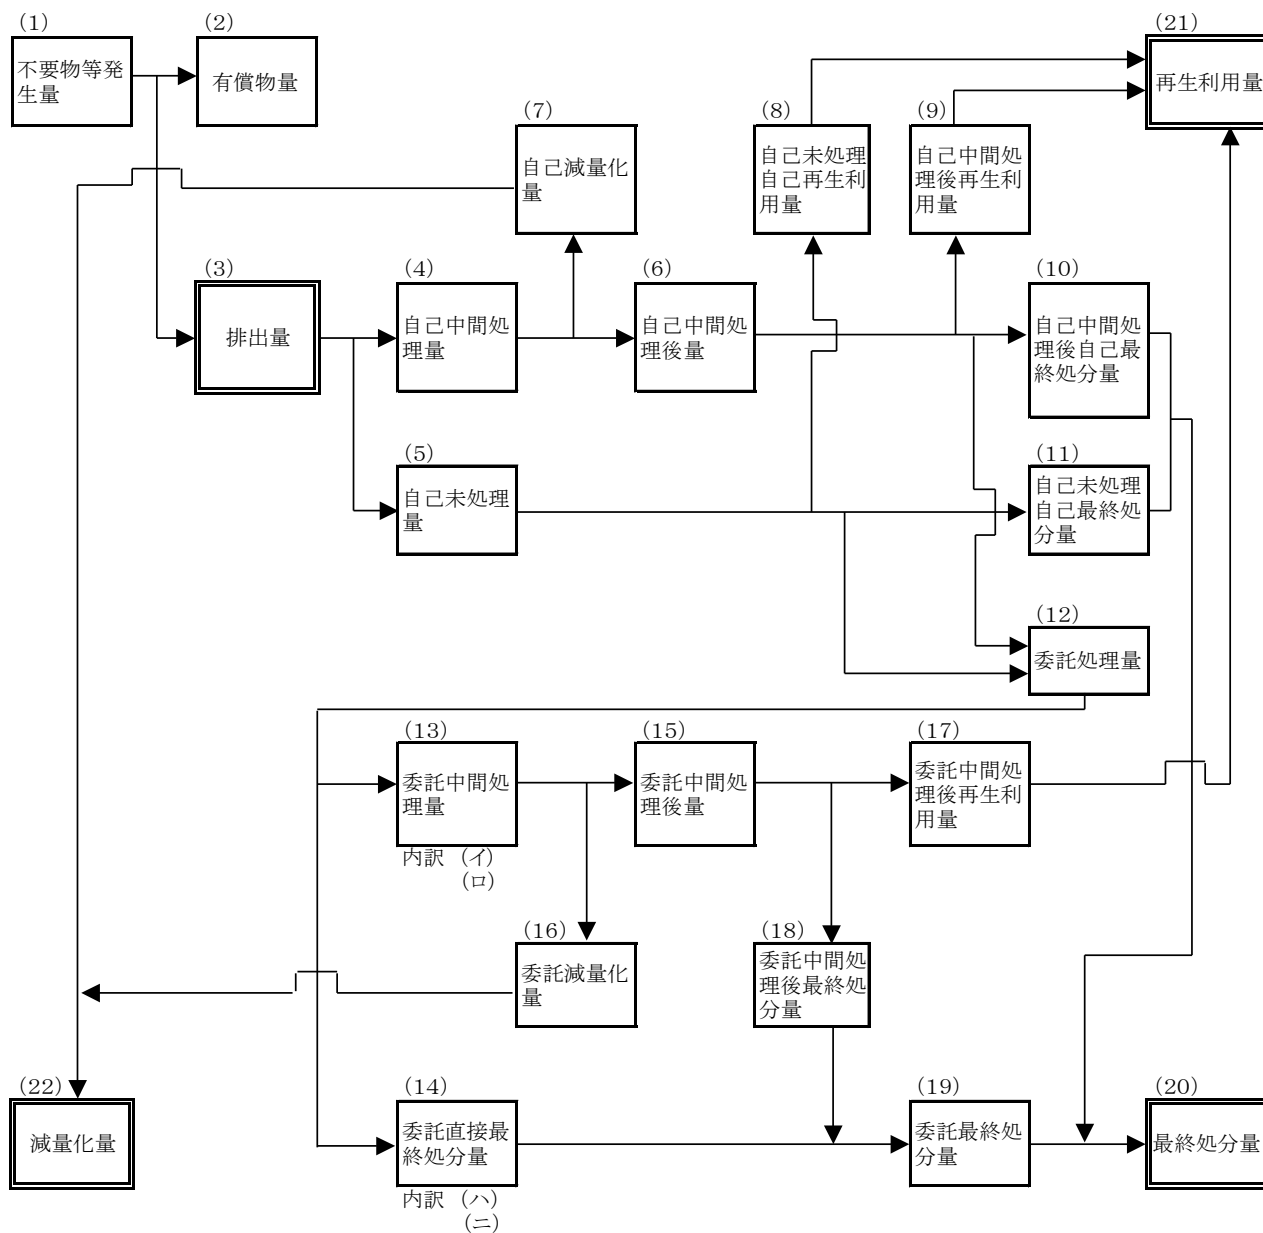 (1)
不要物等発
生量
(2)
有償物量
(21)
再生利用量
(7)
自己減量化
量
(8)
自己未処理
自己再生利
用量
(9)
自己中間処
理後再生利
用量
(3)
排出量
(4)
自己中間処
理量
(6)
自己中間処
理後量
(10)
自己中間処
理後自己最
終処分量
(5)
自己未処理
量
(11)
自己未処理
自己最終処
分量
(12)
委託処理量
(13)
委託中間処
理量
内訳 (イ)
(ロ)
(15)
委託中間処
理後量
(17)
委託中間処
理後再生利
用量
(16)
委託減量化
量
(18)
委託中間処
理後最終処
分量
(22)
減量化量
(14)
委託直接最
終処分量
内訳 (ハ)
(ニ)
(19)
委託最終処
分量
(20)
最終処分量